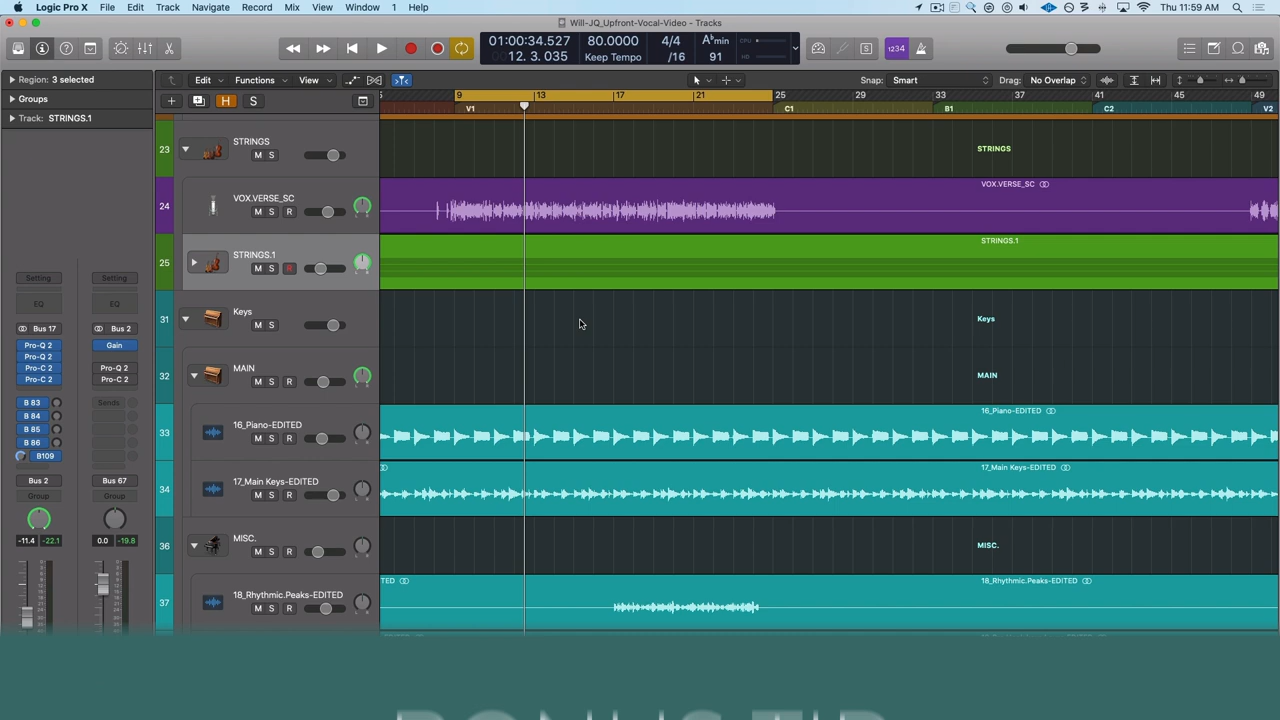 Logic Pro X File Edit Track Navigate Record Mix View Window 1 Help
Thu 11:59 AM
Will-JQ_Upfront-Vocal-Video - Tracks
01:00:34.527 80.0000 4/4 A♭min
12. 3. 035 Keep Tempo /16 91
CPU
1234
Region: 3 selected
Edit Functions View
Snap: Smart
Drag: No Overlap
Groups
H S
9 13 17 21 25 29 33 37 41 45 49
Track: STRINGS.1
V1 C1 B1 C2 V2
23 STRINGS
M S
STRINGS
24 VOX.VERSE_SC
M S R
VOX.VERSE_SC
25 STRINGS.1
M S R
STRINGS.1
Setting Setting
EQ EQ
31 Keys
M S
Keys
Bus 17 Bus 2
Pro-Q 2 Gain
Pro-Q 2
Pro-C 2 Pro-Q 2
Pro-C 2 Pro-C 2
32 MAIN
M S R
MAIN
B 83 Sends
B 84
B 85
B 86
B109
33 16_Piano-EDITED
M S R
16_Piano-EDITED
Bus 2 Bus 67
Group Group
34 17_Main Keys-EDITED
M S R
17_Main Keys-EDITED
-11.4 -22.1 0.0 -19.8
36 MISC.
M S R
MISC.
37 18_Rhythmic.Peaks-EDITED
M S R
TED
18_Rhythmic.Peaks-EDITED
BONUS TIP